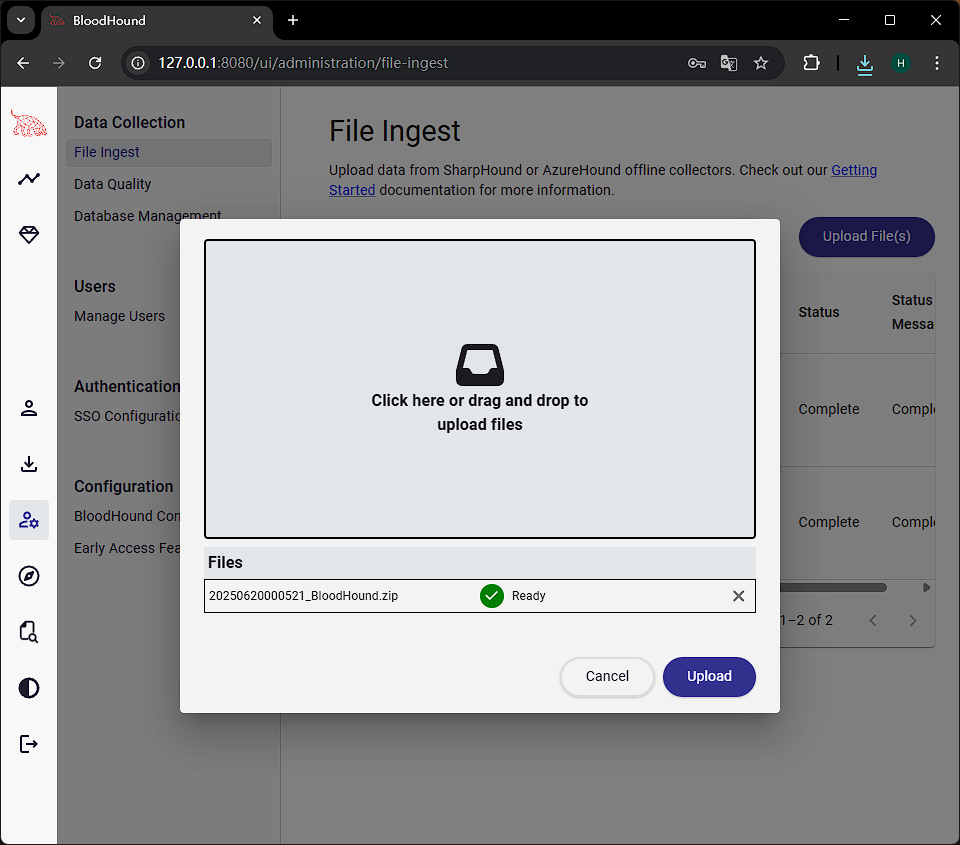 BloodHound
127.0.0.1:8080/ui/administration/file-ingest
H
Data Collection
File Ingest
Data Quality
Database Management
Users
Manage Users
Authentication
SSO Configuratio
Configuration
BloodHound Con
Early Access Fea
File Ingest
Upload data from SharpHound or AzureHound offline collectors. Check out our Getting
Started documentation for more information.
Upload File(s)
Status
Status
Messa
Complete
Compl
Complete
Compl
1–2 of 2
Click here or drag and drop to
upload files
Files
20250620000521_BloodHound.zip
Ready
Cancel
Upload